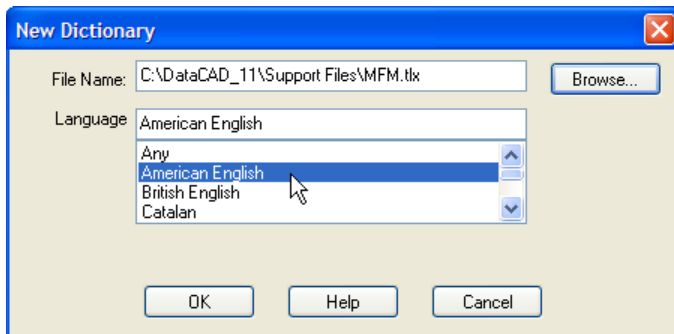 New Dictionary
File Name: C:\DataCAD_11\Support Files\MFM.tlx Browse...
Language American English
Any
American English
British English
Catalan
OK Help Cancel